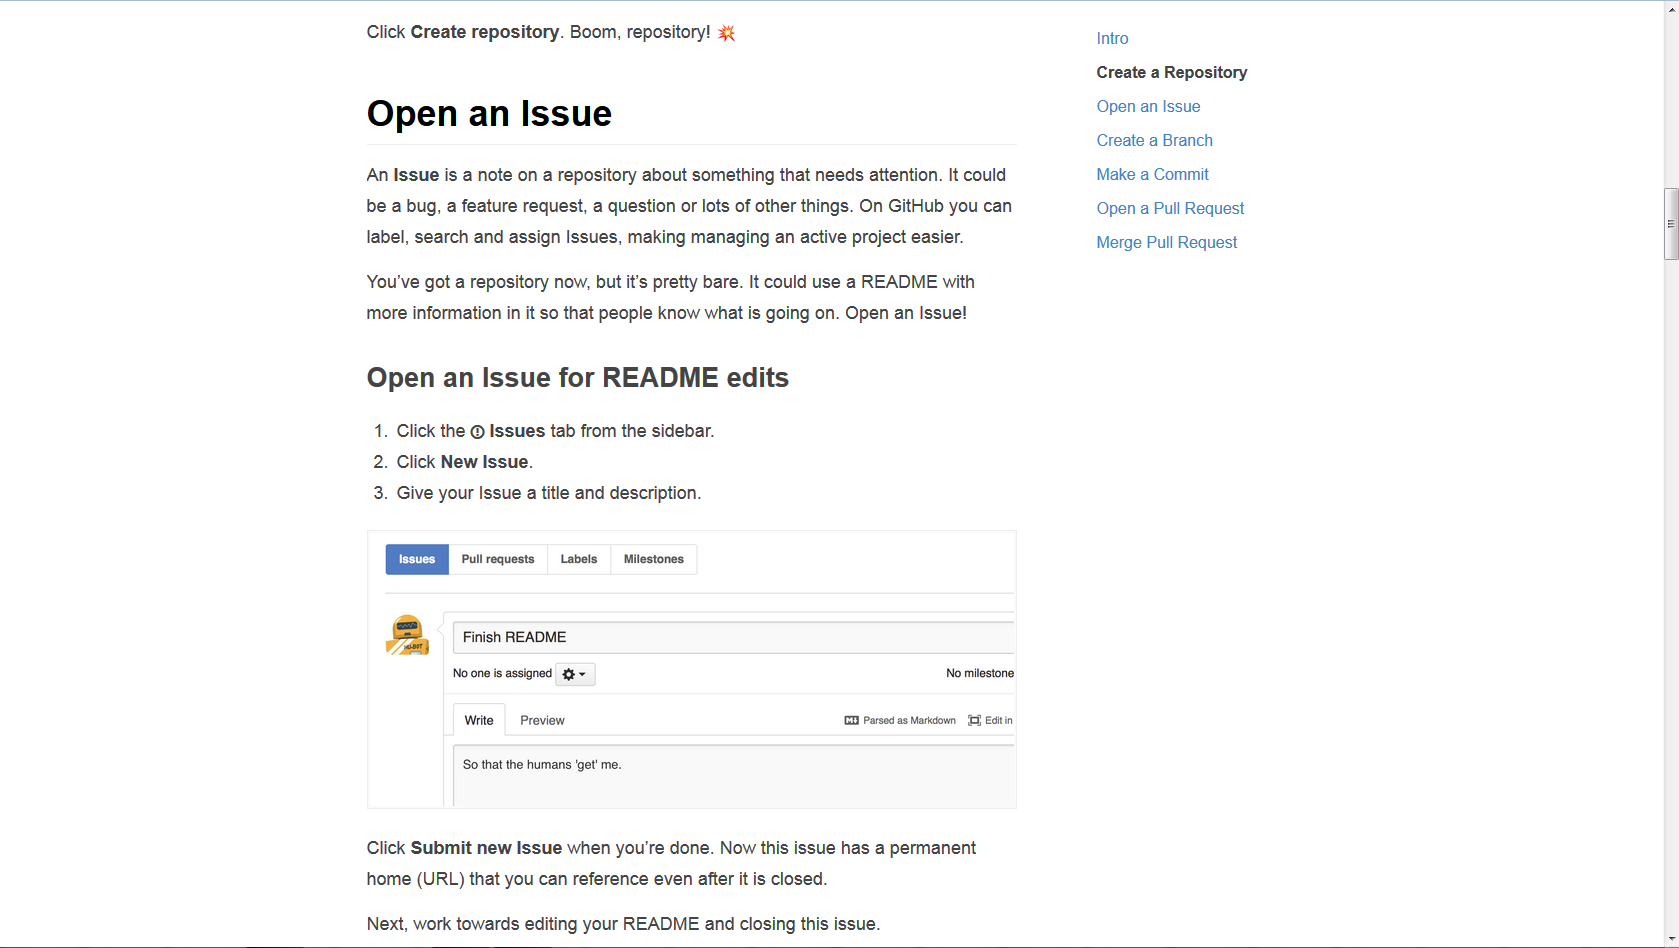 Click Create repository. Boom, repository! 💥
Open an Issue
An Issue is a note on a repository about something that needs attention. It could
be a bug, a feature request, a question or lots of other things. On GitHub you can
label, search and assign Issues, making managing an active project easier.
You’ve got a repository now, but it’s pretty bare. It could use a README with
more information in it so that people know what is going on. Open an Issue!
Open an Issue for README edits
1. Click the Issues tab from the sidebar.
2. Click New Issue.
3. Give your Issue a title and description.
Issues Pull requests Labels Milestones
HU-BOT
Finish README
No one is assigned No milestone
Write Preview Parsed as Markdown Edit in
So that the humans 'get' me.
Click Submit new Issue when you’re done. Now this issue has a permanent
home (URL) that you can reference even after it is closed.
Next, work towards editing your README and closing this issue.
Intro
Create a Repository
Open an Issue
Create a Branch
Make a Commit
Open a Pull Request
Merge Pull Request